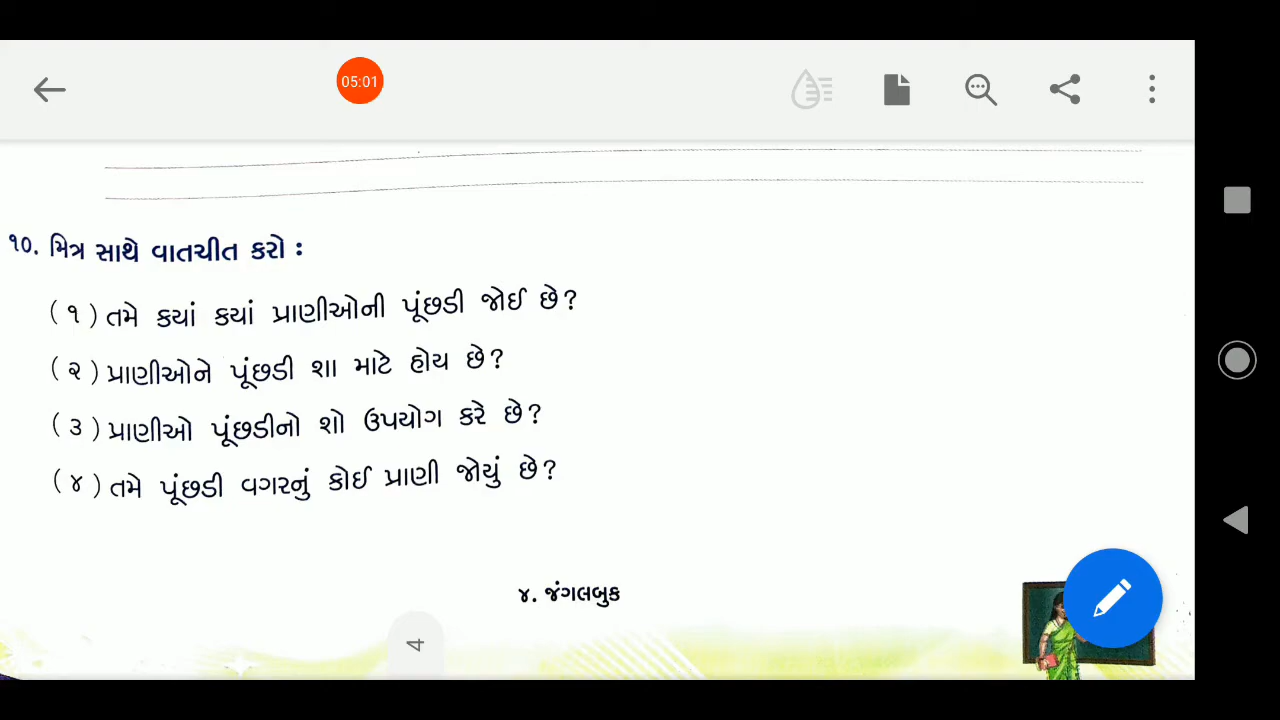 05:01
૧૦. મિત્ર સાથે વાતચીત કરો :
(૧) તમે કયાં કયાં પ્રાણીઓની પૂંછડી જોઈ છે?
(૨) પ્રાણીઓને પૂંછડી શા માટે હોય છે?
(૩) પ્રાણીઓ પૂંછડીનો શો ઉપયોગ કરે છે?
(૪) તમે પૂંછડી વગરનું કોઈ પ્રાણી જોયું છે?
૪. જંગલબુક
4